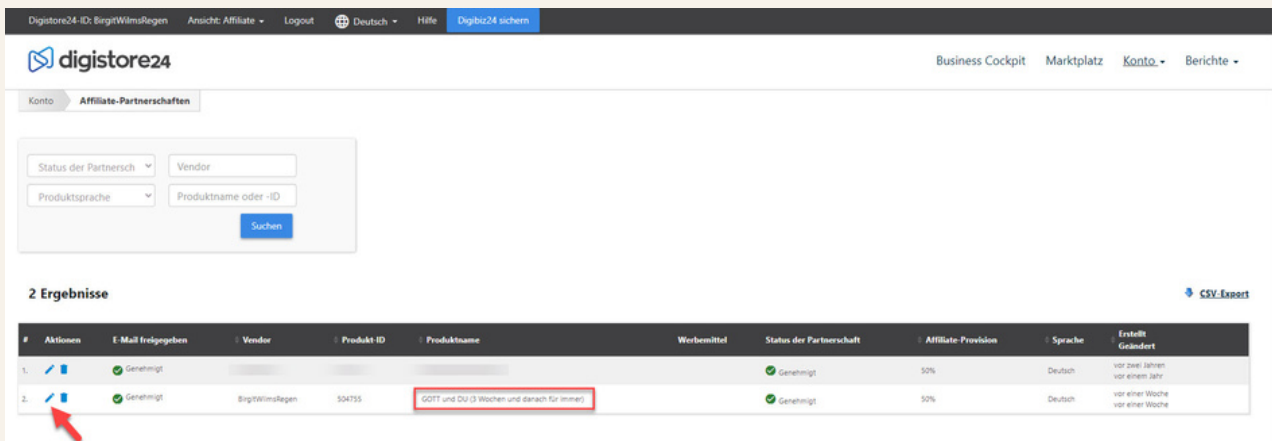 Digistore24-ID: BirgitWilmsRegen Ansicht: Affiliate Logout Deutsch Hilfe Digibiz24 sichern
digistore24 Business Cockpit Marktplatz Konto Berichte
Konto Affiliate-Partnerschaften
Status der Partnersch Vendor
Produktsprache Produktname oder -ID
Suchen
2 Ergebnisse CSV-Export
# Aktionen E-Mail freigegeben Vendor Produkt-ID Produktname Werbemittel Status der Partnerschaft Affiliate-Provision Sprache Erstellt
Geändert
1. Genehmigt Genehmigt 50% Deutsch vor zwei Jahren
vor einem Jahr
2. Genehmigt BirgitWilmsRegen 504755 GOTT und DU (3 Wochen und danach für immer) Genehmigt 50% Deutsch vor einer Woche
vor einer Woche